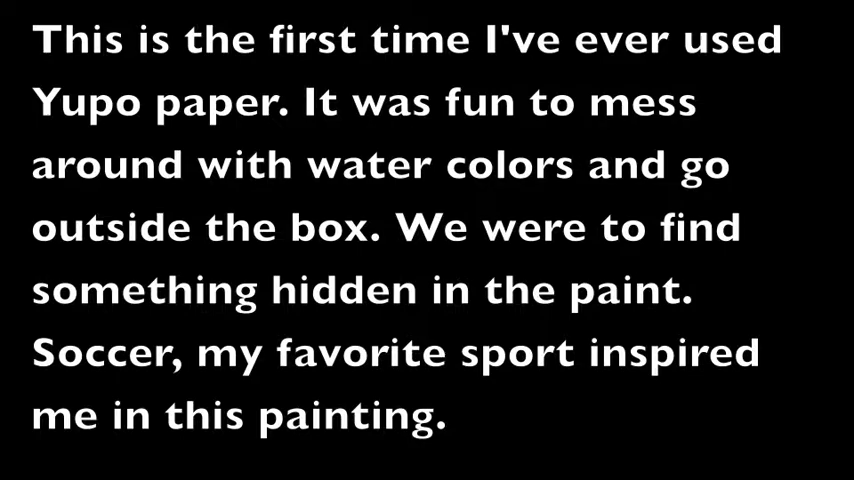 This is the first time I've ever used
Yupo paper. It was fun to mess
around with water colors and go
outside the box. We were to find
something hidden in the paint.
Soccer, my favorite sport inspired
me in this painting.